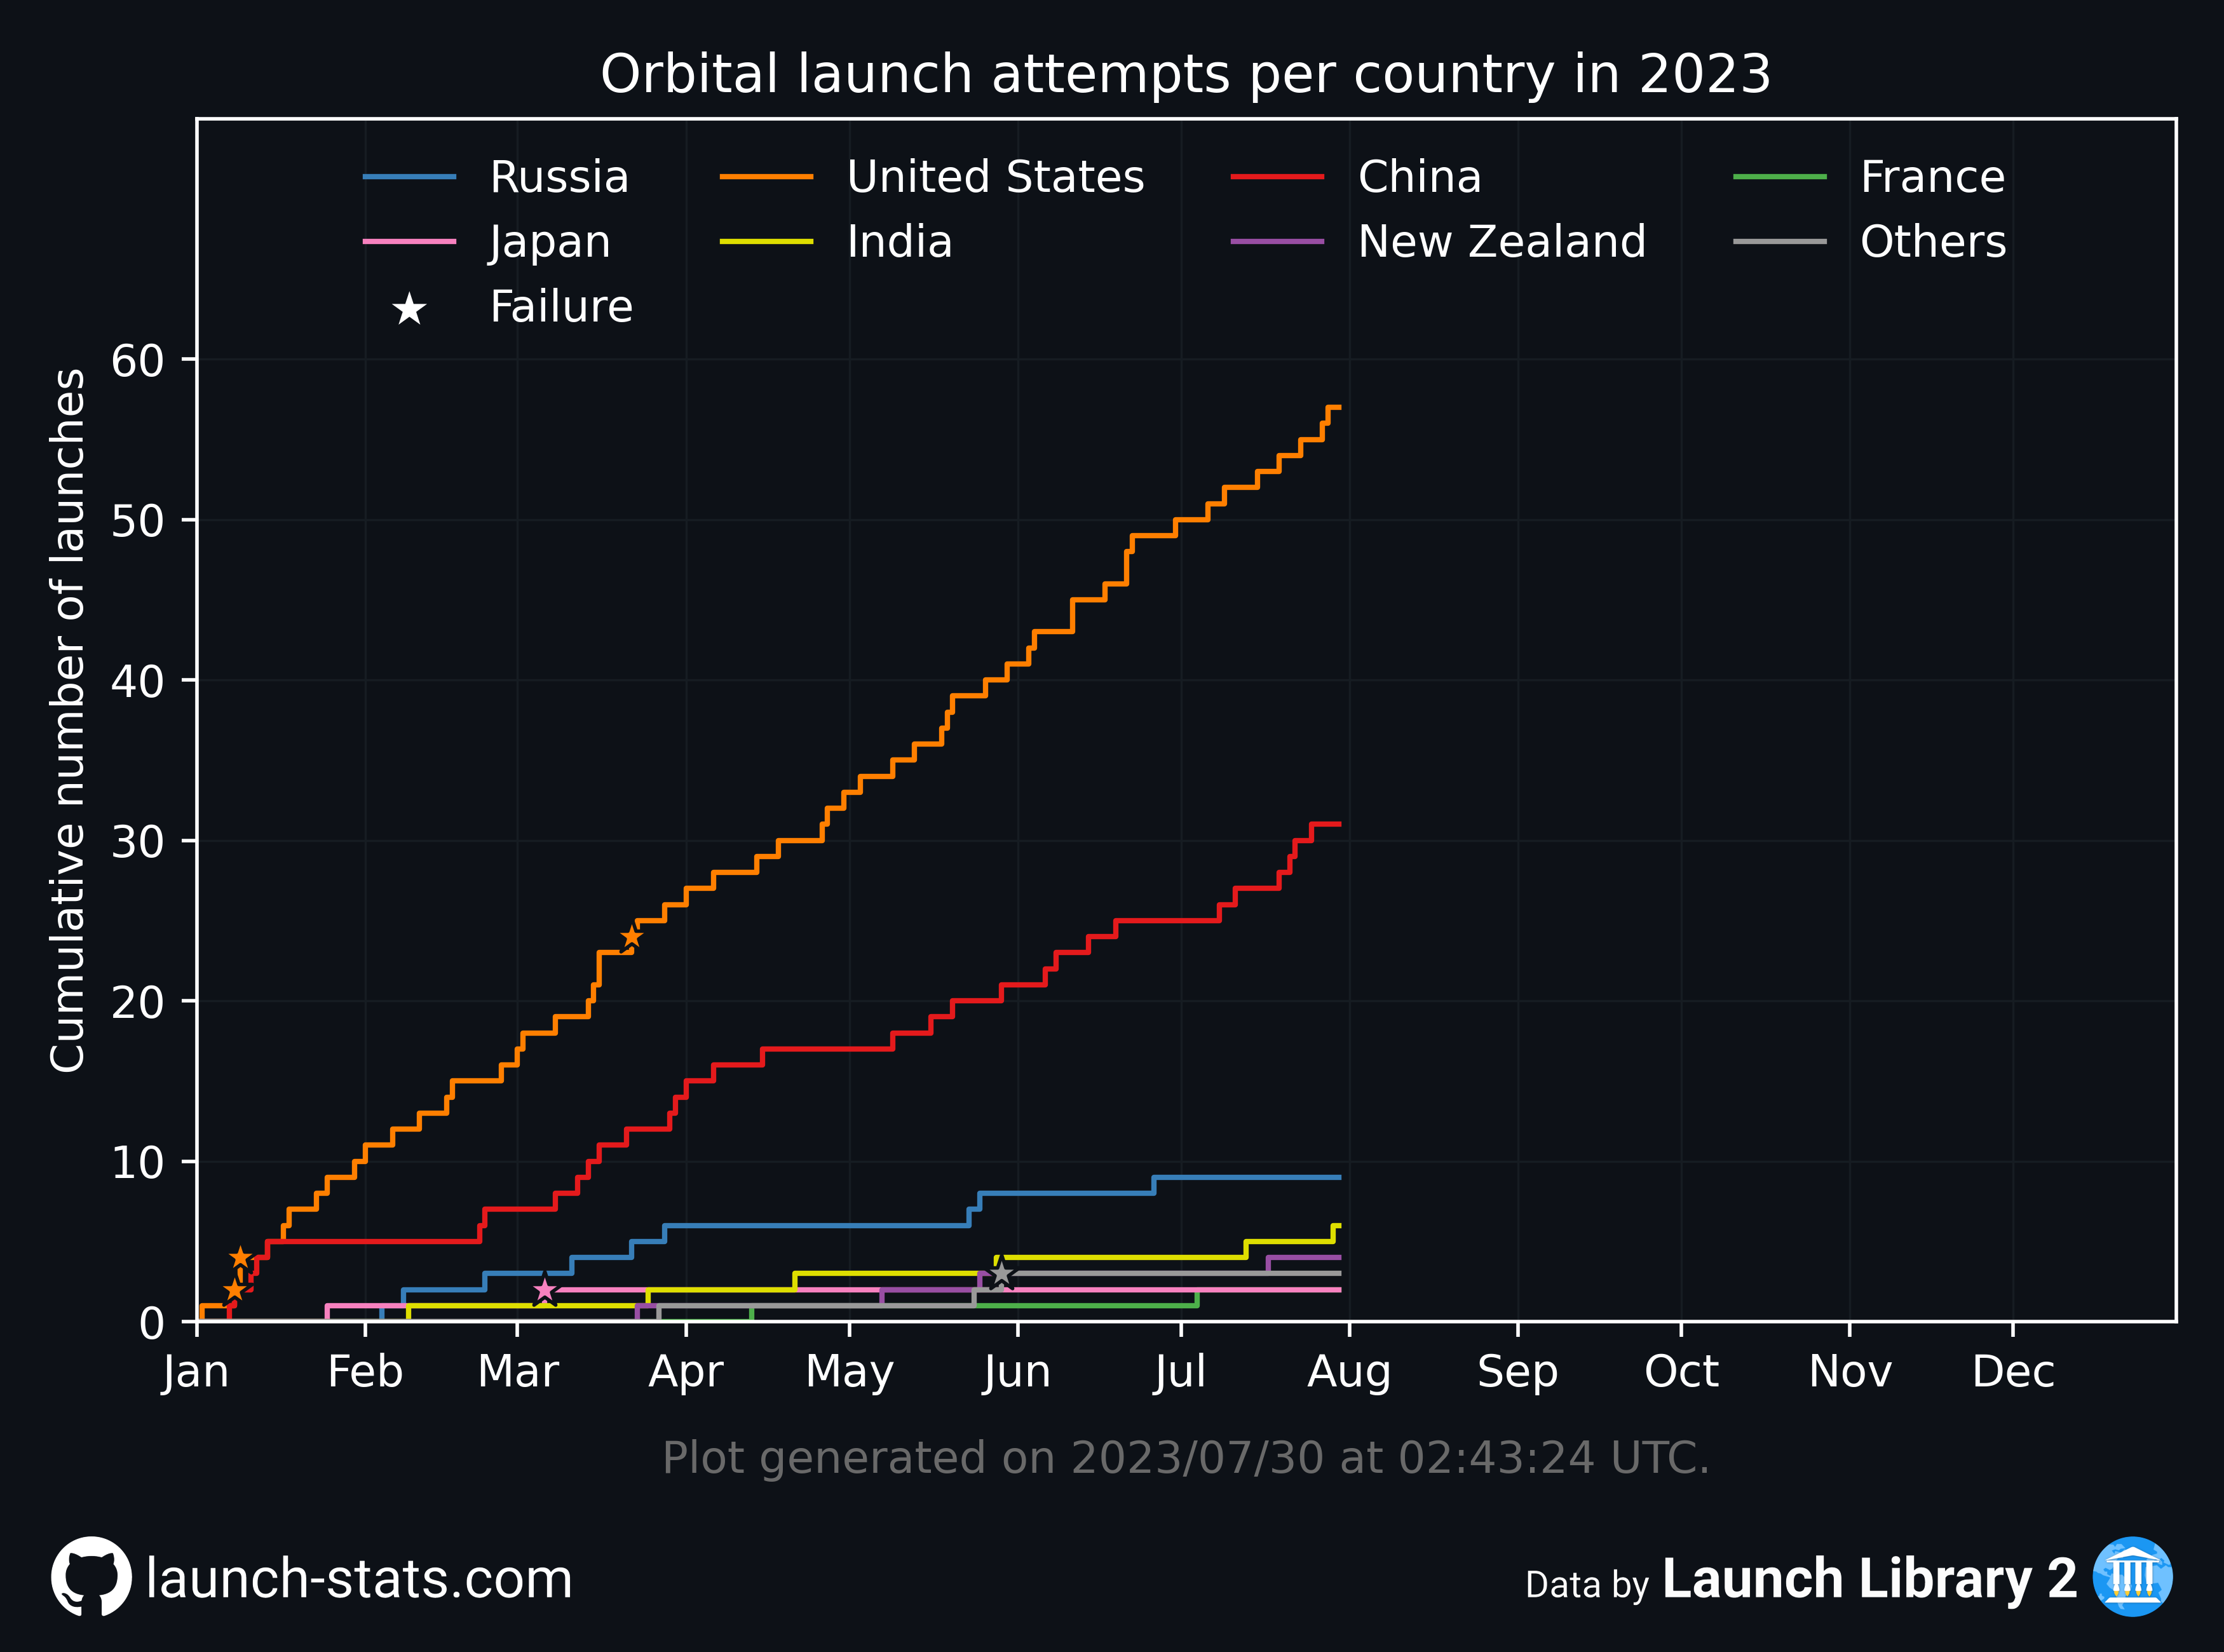 Orbital launch attempts per country in 2023
Russia United States China France
Japan India New Zealand Others
Failure
Cumulative number of launches
60
50
40
30
20
10
0
Jan Feb Mar Apr May Jun Jul Aug Sep Oct Nov Dec
Plot generated on 2023/07/30 at 02:43:24 UTC.
launch-stats.com
Data by Launch Library 2